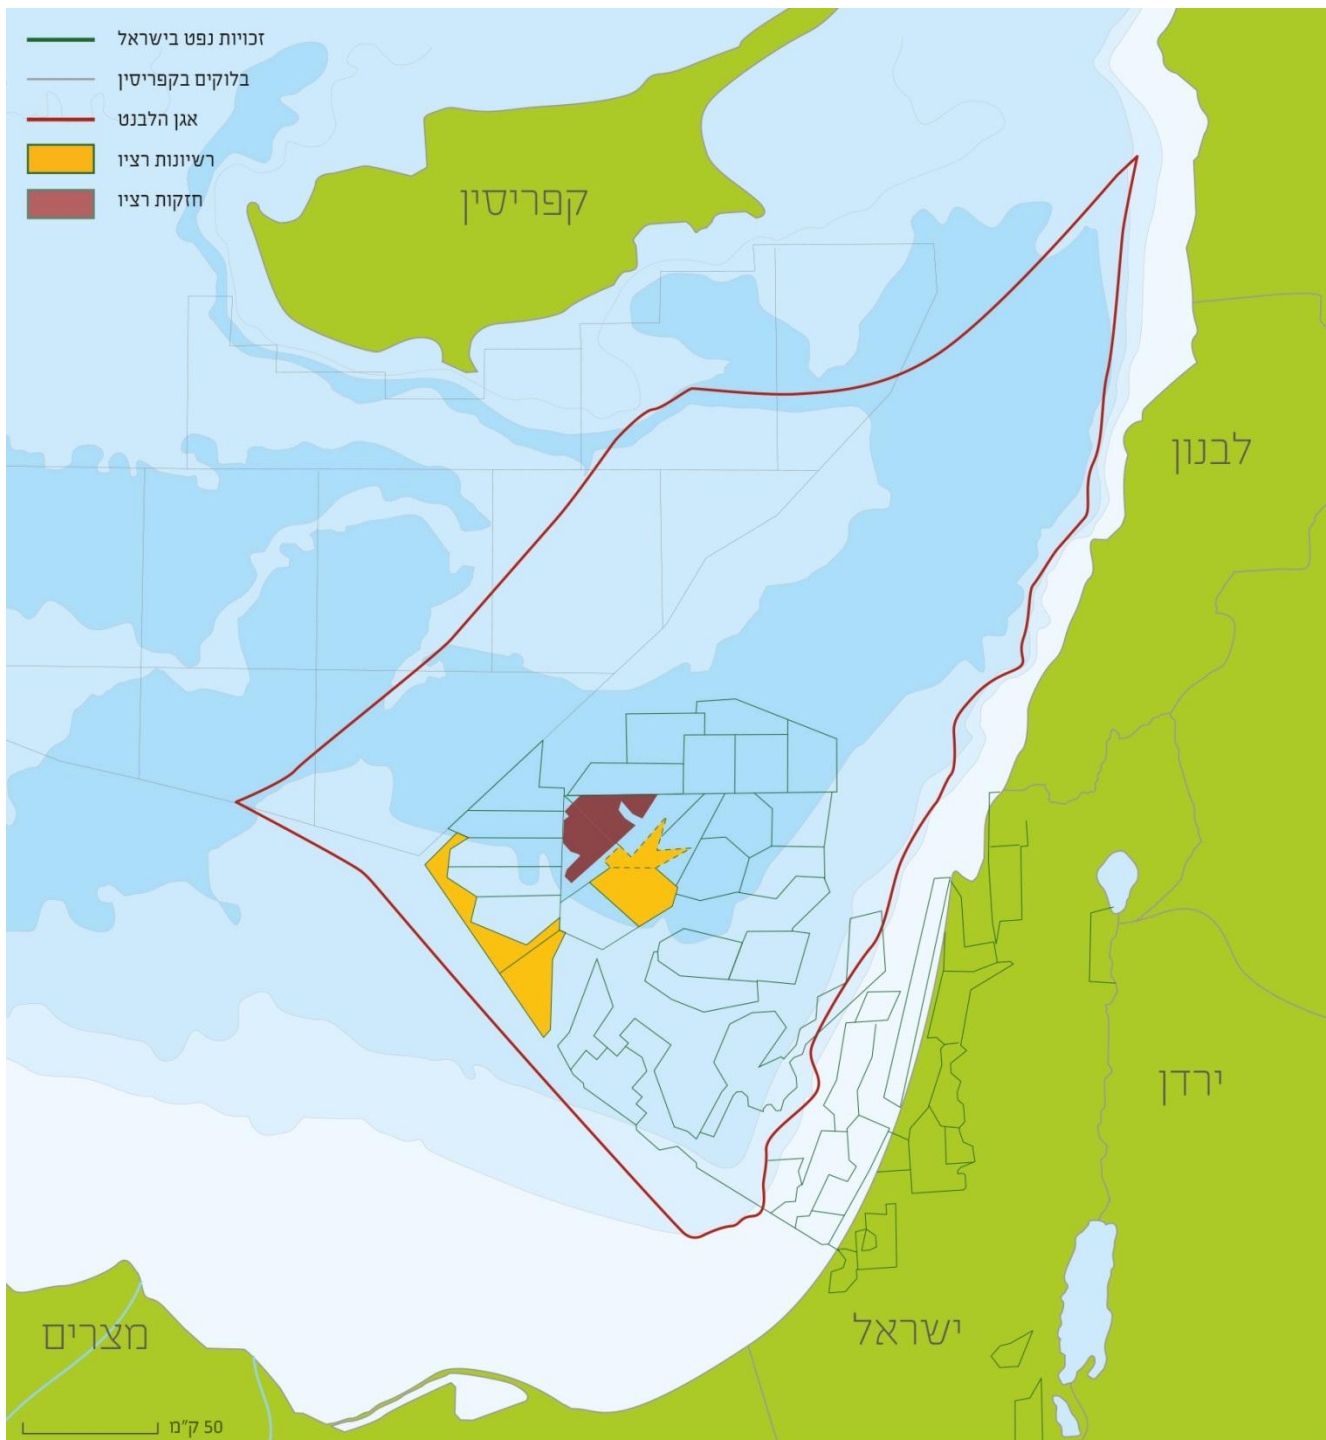 זכויות נפט בישראל
בלוקים בקפריסין
אגן הלבנט
רשיונות רציו
חזקות רציו
קפריסין
לבנון
ירדן
ישראל
מצרים
50 ק"מ